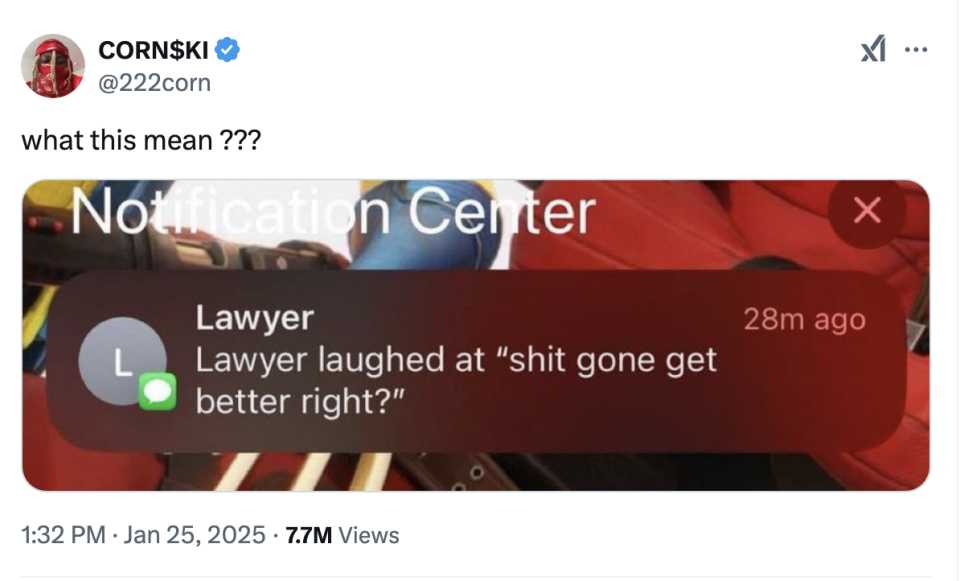 CORN$KI
@222corn
what this mean ???
Notification Center
Lawyer
28m ago
L
Lawyer laughed at “shit gone get
better right?”
1:32 PM · Jan 25, 2025 · 7.7M Views